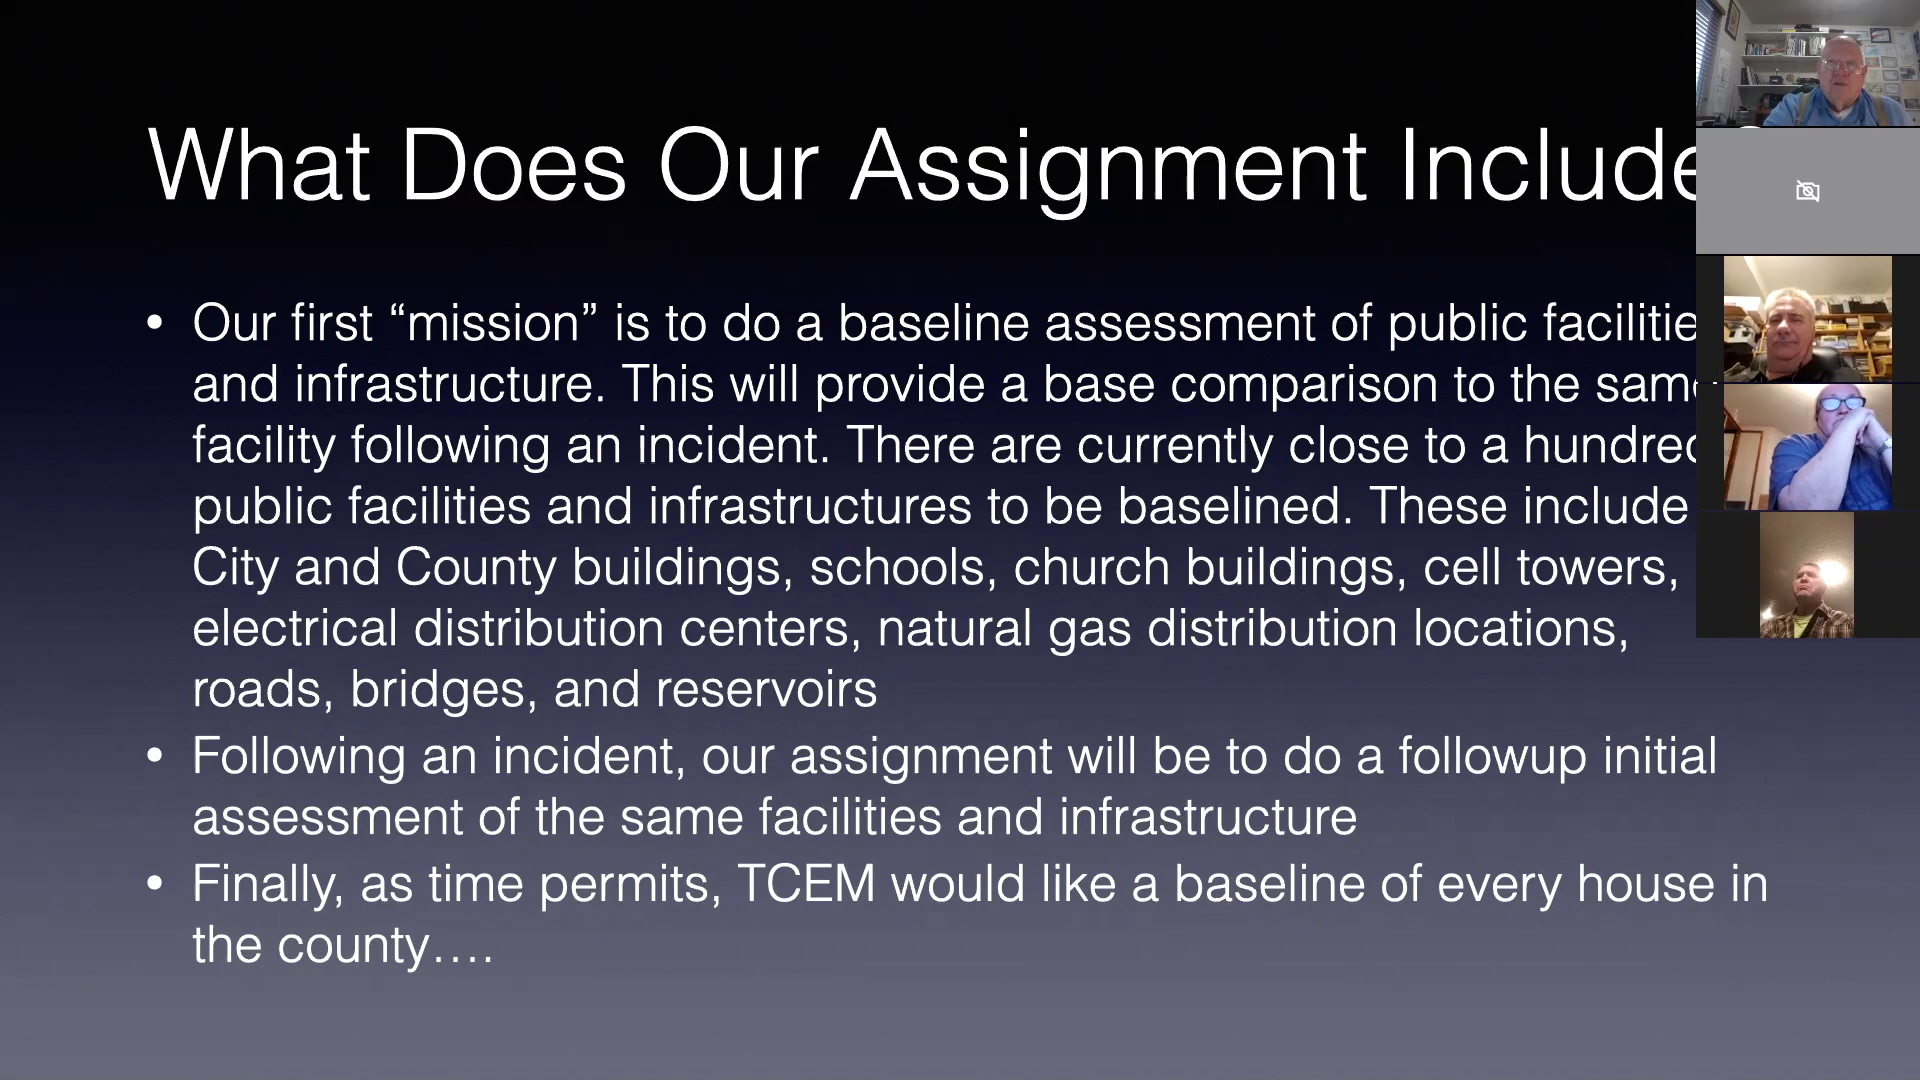 What Does Our Assignment Include
• Our first “mission” is to do a baseline assessment of public facilitie
and infrastructure. This will provide a base comparison to the same
facility following an incident. There are currently close to a hundred
public facilities and infrastructures to be baselined. These include
City and County buildings, schools, church buildings, cell towers,
electrical distribution centers, natural gas distribution locations,
roads, bridges, and reservoirs
• Following an incident, our assignment will be to do a followup initial
assessment of the same facilities and infrastructure
• Finally, as time permits, TCEM would like a baseline of every house in
the county….